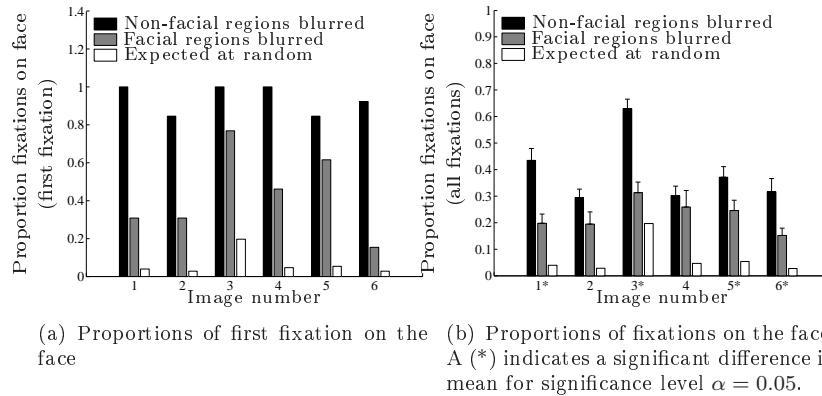 Proportion fixations on face
(first fixation)
1.4
1.2
1
0.8
0.6
0.4
0.2
0
Non-facial regions blurred
Facial regions blurred
Expected at random
1 2 3 4 5 6
Image number
(a) Proportions of first fixation on the
face
Proportion fixations on face
(all fixations)
1
0.9
0.8
0.7
0.6
0.5
0.4
0.3
0.2
0.1
0
Non-facial regions blurred
Facial regions blurred
Expected at random
1* 2 3* 4 5* 6*
Image number
(b) Proportions of fixations on the face
A (*) indicates a significant difference i
mean for significance level α = 0.05.